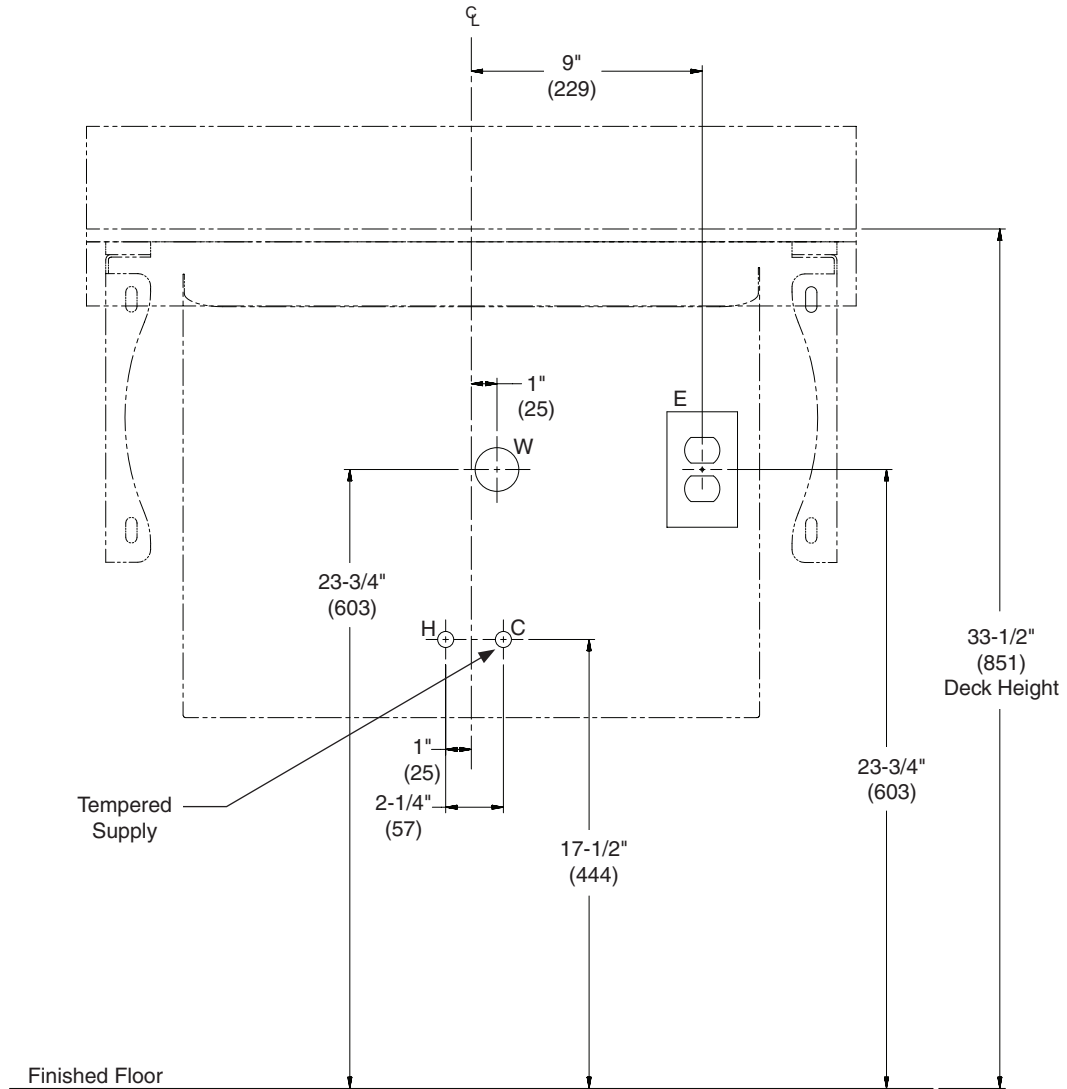 ℄
9"
(229)
1"
(25)
E
W
23-3/4"
(603)
H
C
33-1/2"
(851)
Deck Height
1"
(25)
23-3/4"
(603)
Tempered
Supply
2-1/4"
(57)
17-1/2"
(444)
Finished Floor